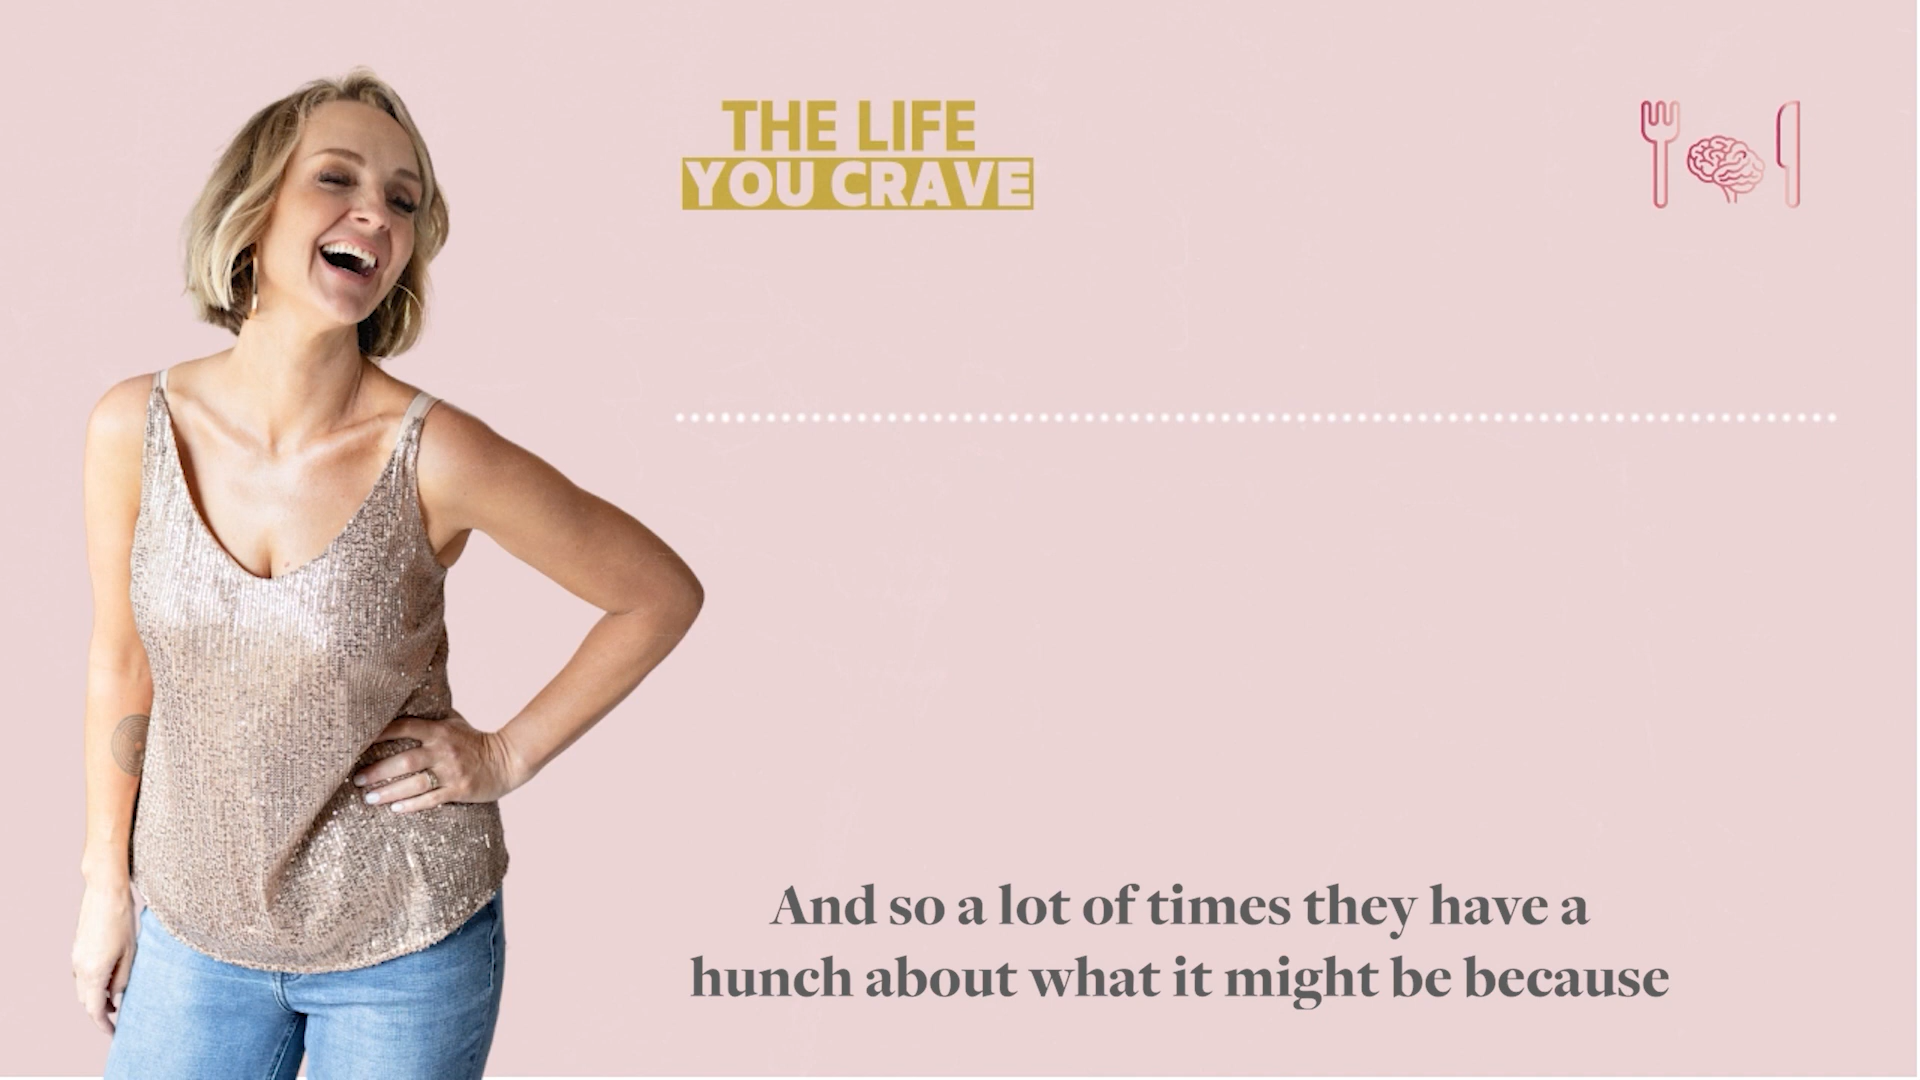 THE LIFE
YOU CRAVE
And so a lot of times they have a
hunch about what it might be because